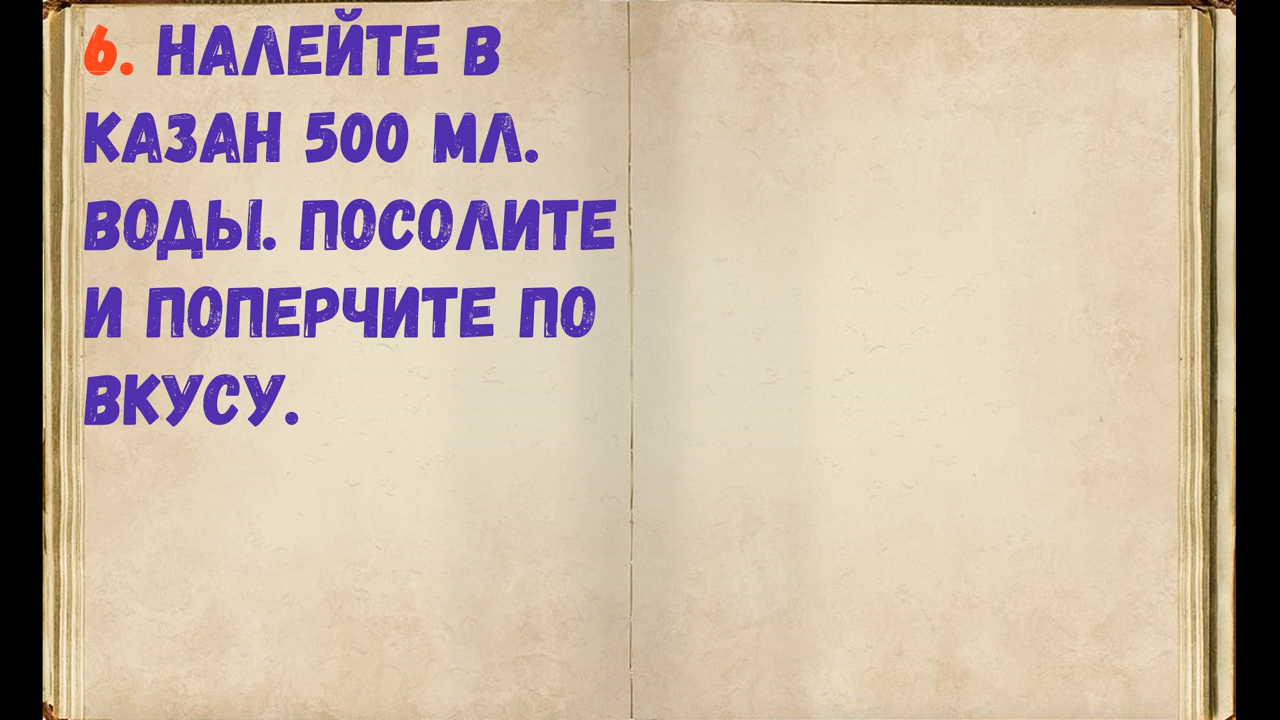 6. НАЛЕЙТЕ В
КАЗАН 500 МЛ.
ВОДЫ. ПОСОЛИТЕ
И ПОПЕРЧИТЕ ПО
ВКУСУ.